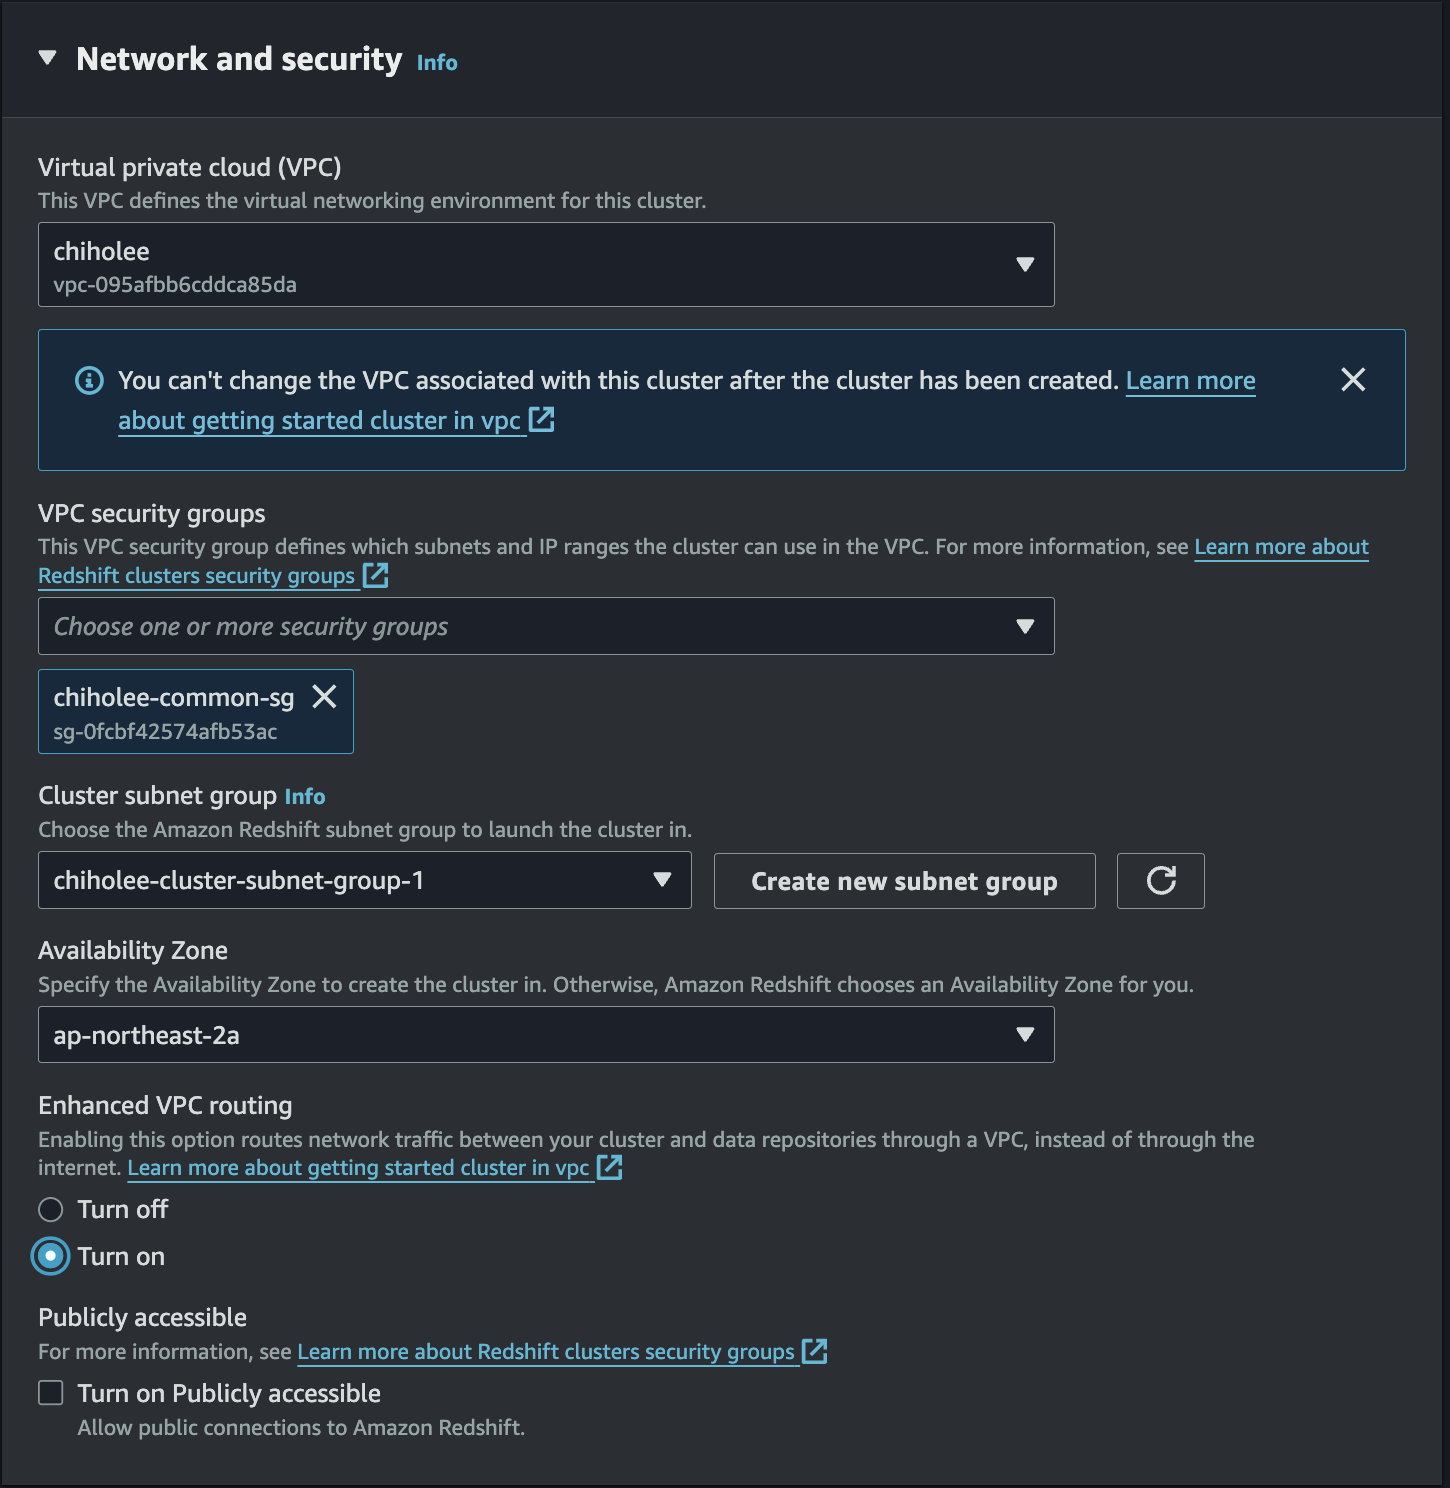 Network and security Info
Virtual private cloud (VPC)
This VPC defines the virtual networking environment for this cluster.
chiholee
vpc-095afbb6cddca85da
You can't change the VPC associated with this cluster after the cluster has been created. Learn more
about getting started cluster in vpc
VPC security groups
This VPC security group defines which subnets and IP ranges the cluster can use in the VPC. For more information, see Learn more about
Redshift clusters security groups
Choose one or more security groups
chiholee-common-sg
sg-0fcbf42574afb53ac
Cluster subnet group Info
Choose the Amazon Redshift subnet group to launch the cluster in.
chiholee-cluster-subnet-group-1
Create new subnet group
Availability Zone
Specify the Availability Zone to create the cluster in. Otherwise, Amazon Redshift chooses an Availability Zone for you.
ap-northeast-2a
Enhanced VPC routing
Enabling this option routes network traffic between your cluster and data repositories through a VPC, instead of through the
internet. Learn more about getting started cluster in vpc
Turn off
Turn on
Publicly accessible
For more information, see Learn more about Redshift clusters security groups
Turn on Publicly accessible
Allow public connections to Amazon Redshift.